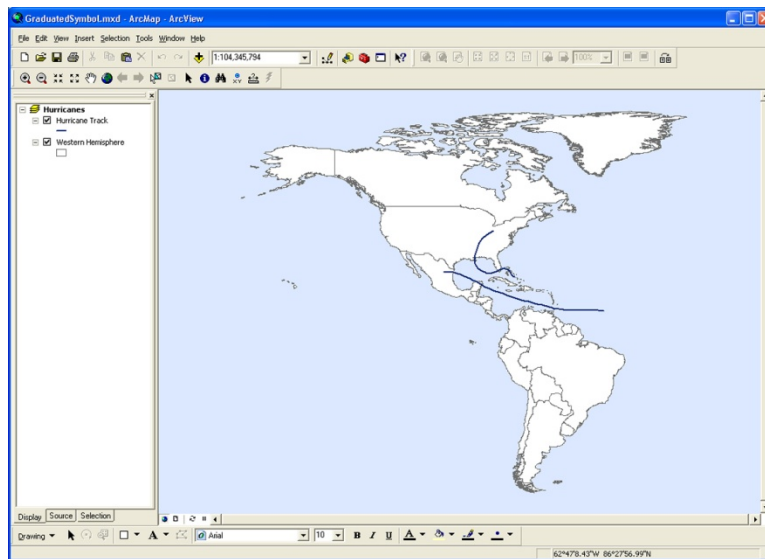 GraduatedSymbol.mxd - ArcMap - ArcView
File Edit View Insert Selection Tools Window Help
1:104,345,794
100%
Hurricanes
Hurricane Track
Western Hemisphere
Display Source Selection
Drawing
Arial
10
B I U A
62°47'8.43"W 86°27'56.99"N